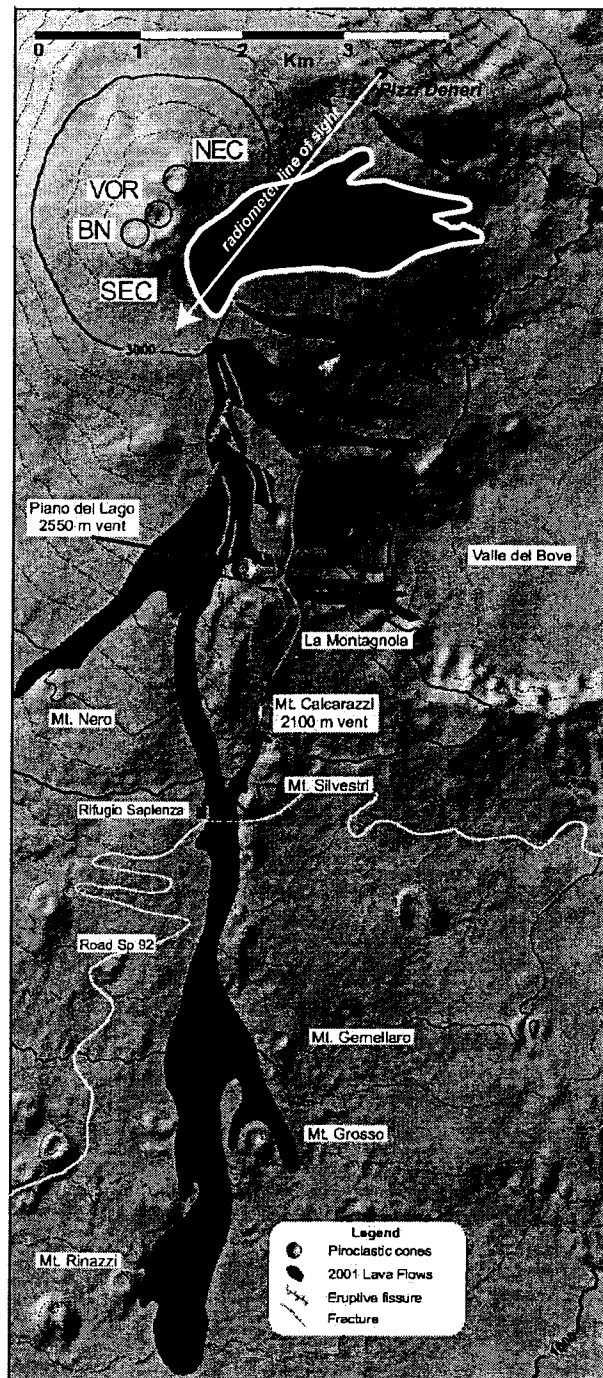 0 1 2 3 4
Km
Pizzi Deneri
radiometer line of sight
NEC
VOR
BN
SEC
3000
Piano del Lago
2550 m vent
Valle del Bove
La Montagnola
Mt. Nero
Mt. Calcarazzi
2100 m vent
Mt. Silvestri
Rifugio Sapienza
Road Sp 92
Mt. Gemellaro
Mt. Grosso
Mt. Rinazzi
Legend
Piroclastic cones
2001 Lava Flows
Eruptive fissure
Fracture
1000